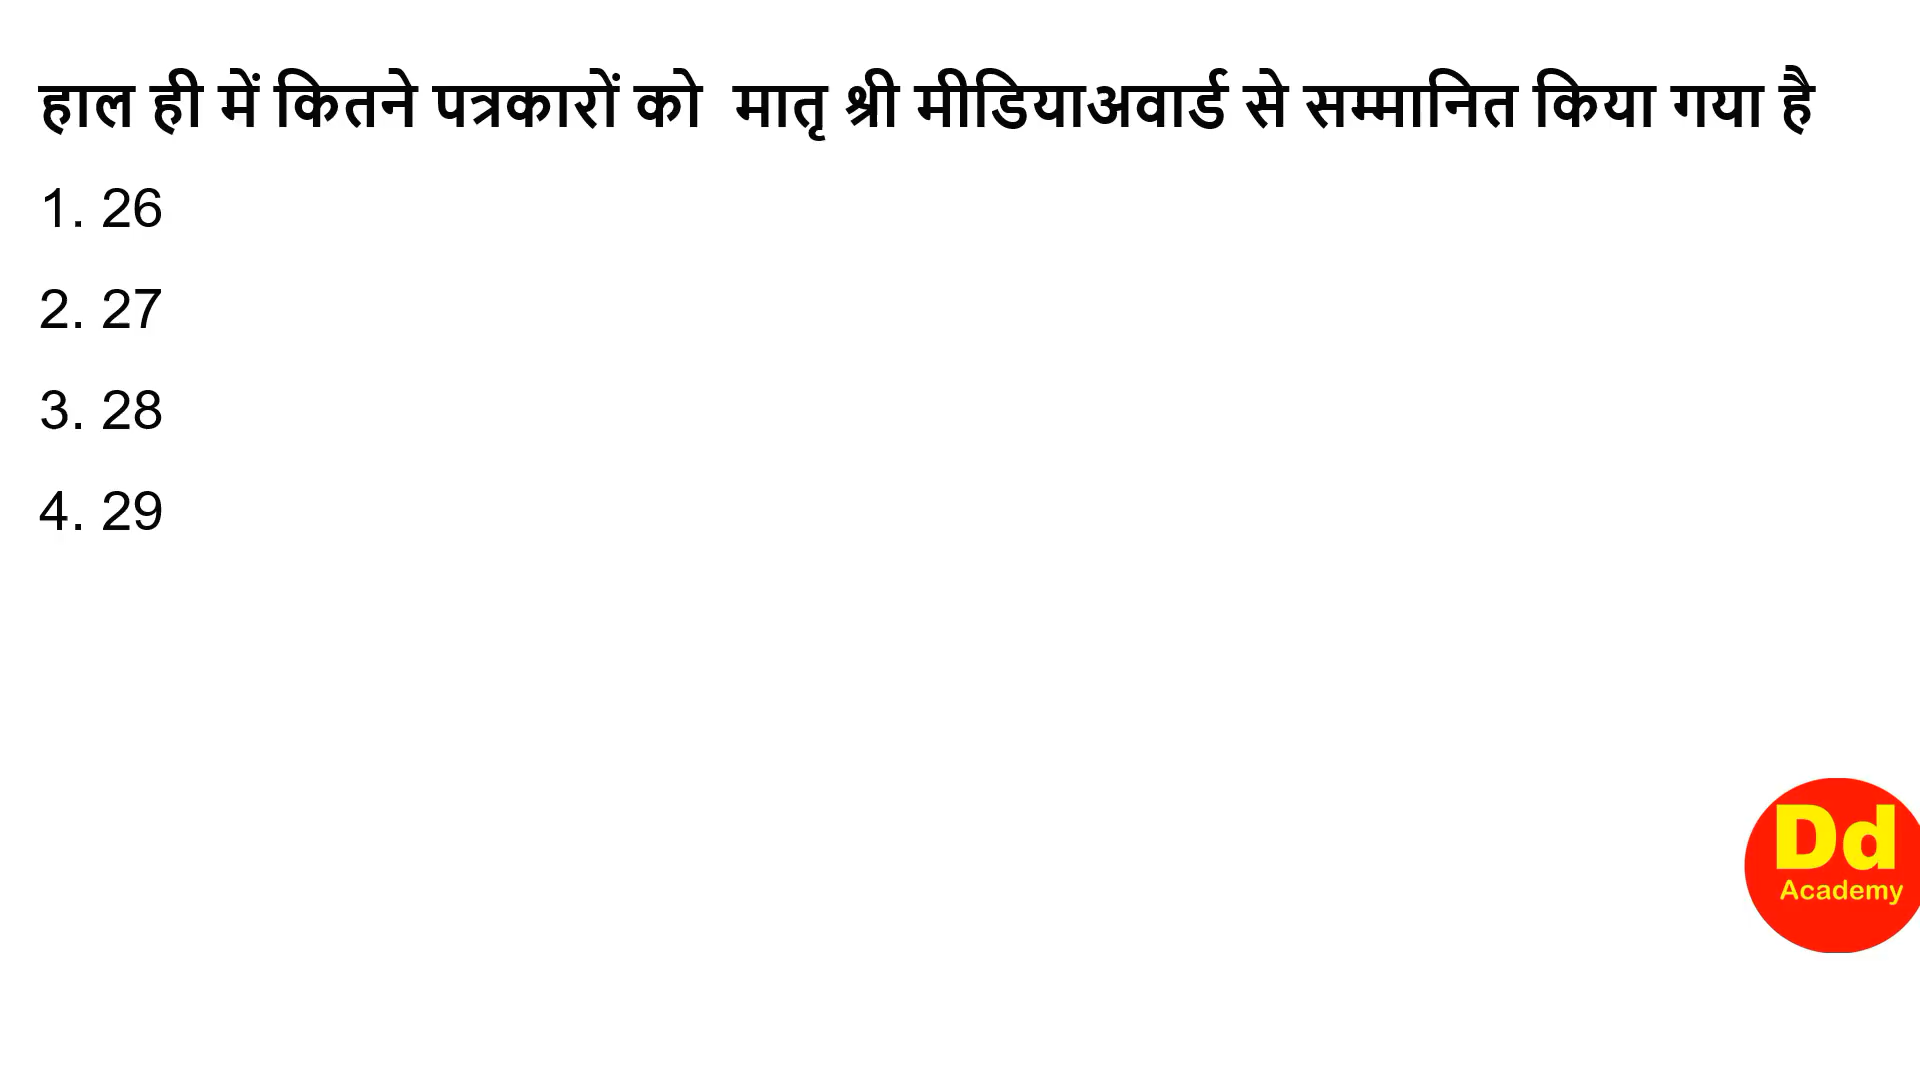 हाल ही में कितने पत्रकारों को  मातृ श्री मीडियाअवार्ड से सम्मानित किया गया है
1. 26
2. 27
3. 28
4. 29
Dd
Academy